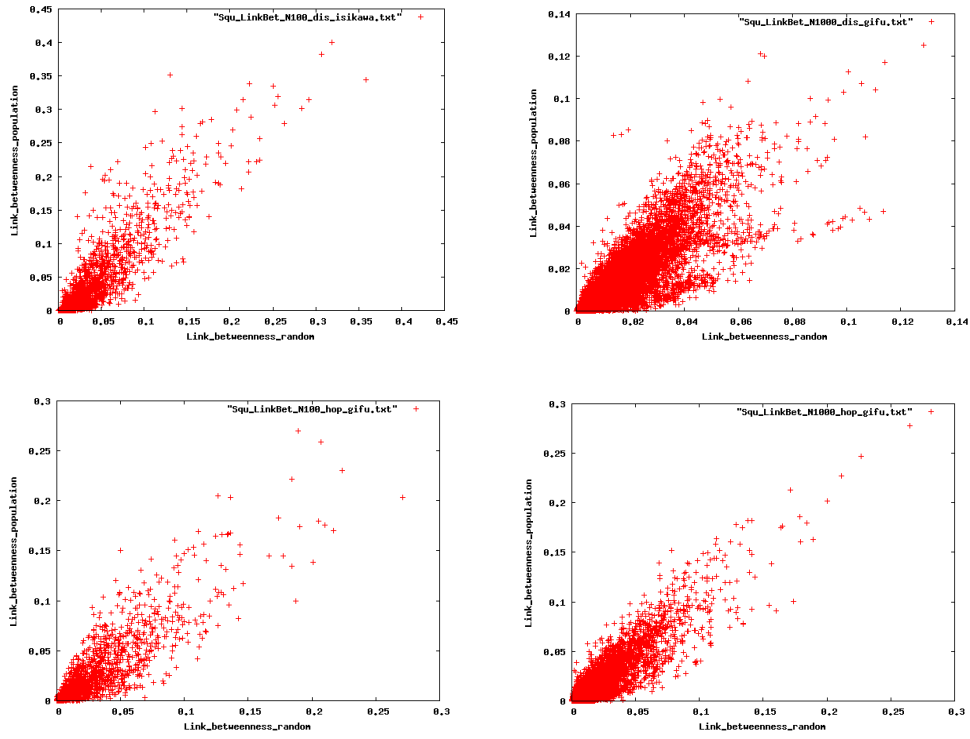 "Squ_LinkBet_N100_dis_isikawa.txt"
0.45
0.4
0.35
0.3
0.25
0.2
0.15
0.1
0.05
0
Link_betweenness_population
0 0.05 0.1 0.15 0.2 0.25 0.3 0.35 0.4 0.45
Link_betweenness_random
"Squ_LinkBet_N1000_dis_gifu.txt"
0.14
0.12
0.1
0.08
0.06
0.04
0.02
0
Link_betweenness_population
0 0.02 0.04 0.06 0.08 0.1 0.12 0.14
Link_betweenness_random
"Squ_LinkBet_N100_hop_gifu.txt"
0.3
0.25
0.2
0.15
0.1
0.05
0
Link_betweenness_population
0 0.05 0.1 0.15 0.2 0.25 0.3
Link_betweenness_random
"Squ_LinkBet_N1000_hop_gifu.txt"
0.3
0.25
0.2
0.15
0.1
0.05
0
Link_betweenness_population
0 0.05 0.1 0.15 0.2 0.25 0.3
Link_betweenness_random